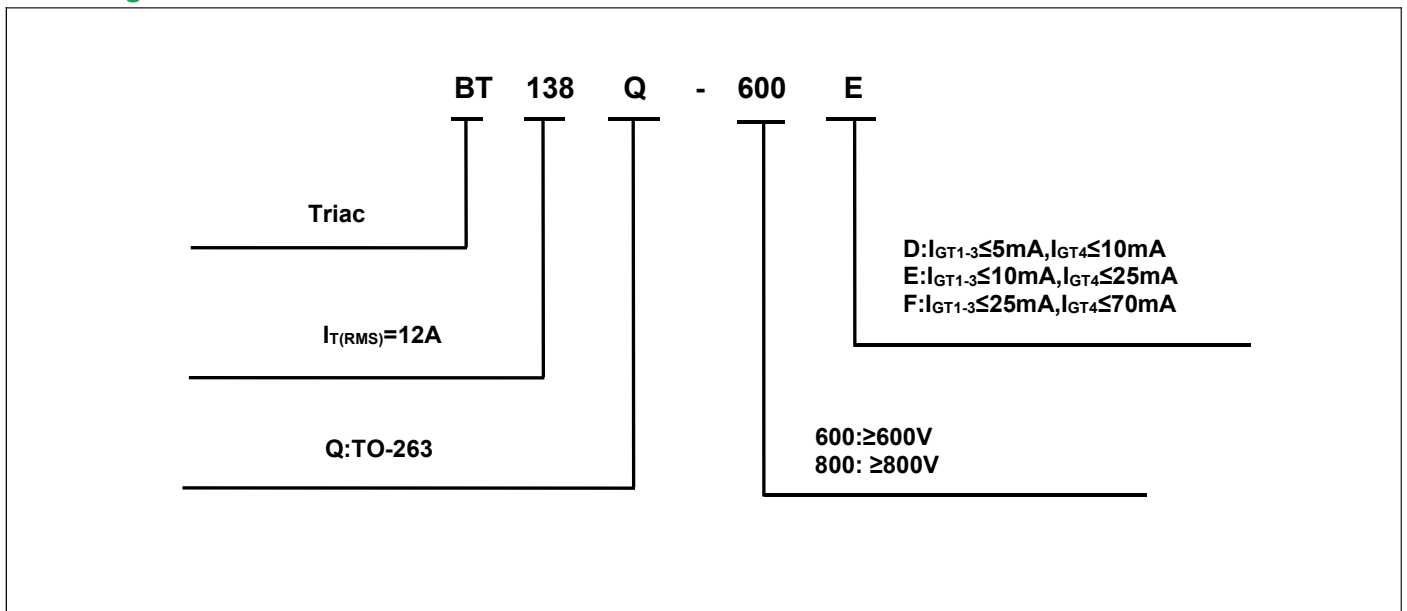 BT 138 Q - 600 E
Triac
D:IGT1-3≤5mA,IGT4≤10mA
E:IGT1-3≤10mA,IGT4≤25mA
F:IGT1-3≤25mA,IGT4≤70mA
IT(RMS)=12A
Q:TO-263
600:≥600V
800: ≥800V